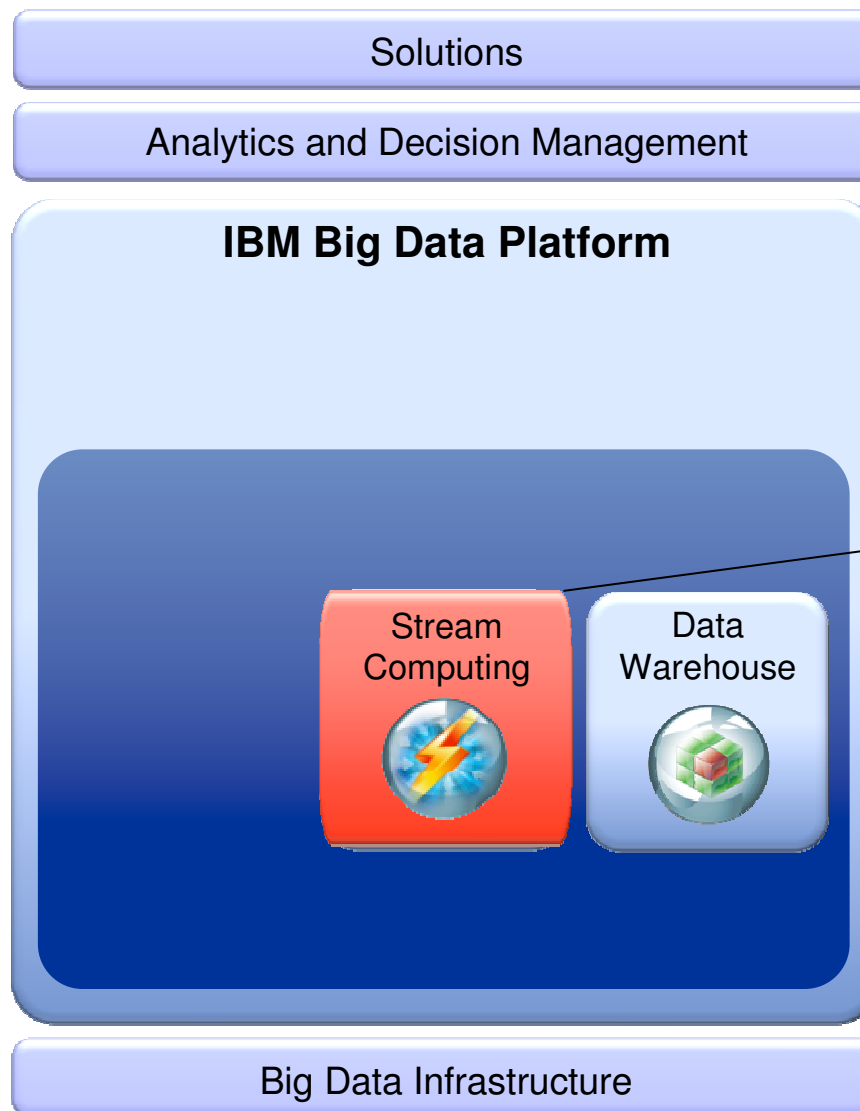 Solutions
Analytics and Decision Management
IBM Big Data Platform
Stream
Computing
Data
Warehouse
Big Data Infrastructure